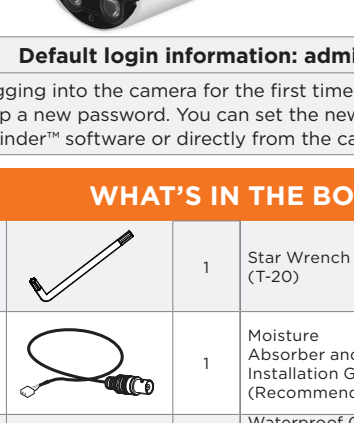 Default login information: admi
gging into the camera for the first time
p a new password. You can set the new
inder™ software or directly from the ca
WHAT'S IN THE BO
1
Star Wrench
(T-20)
1
Moisture
Absorber and
Installation G
(Recommend
Waterproof C